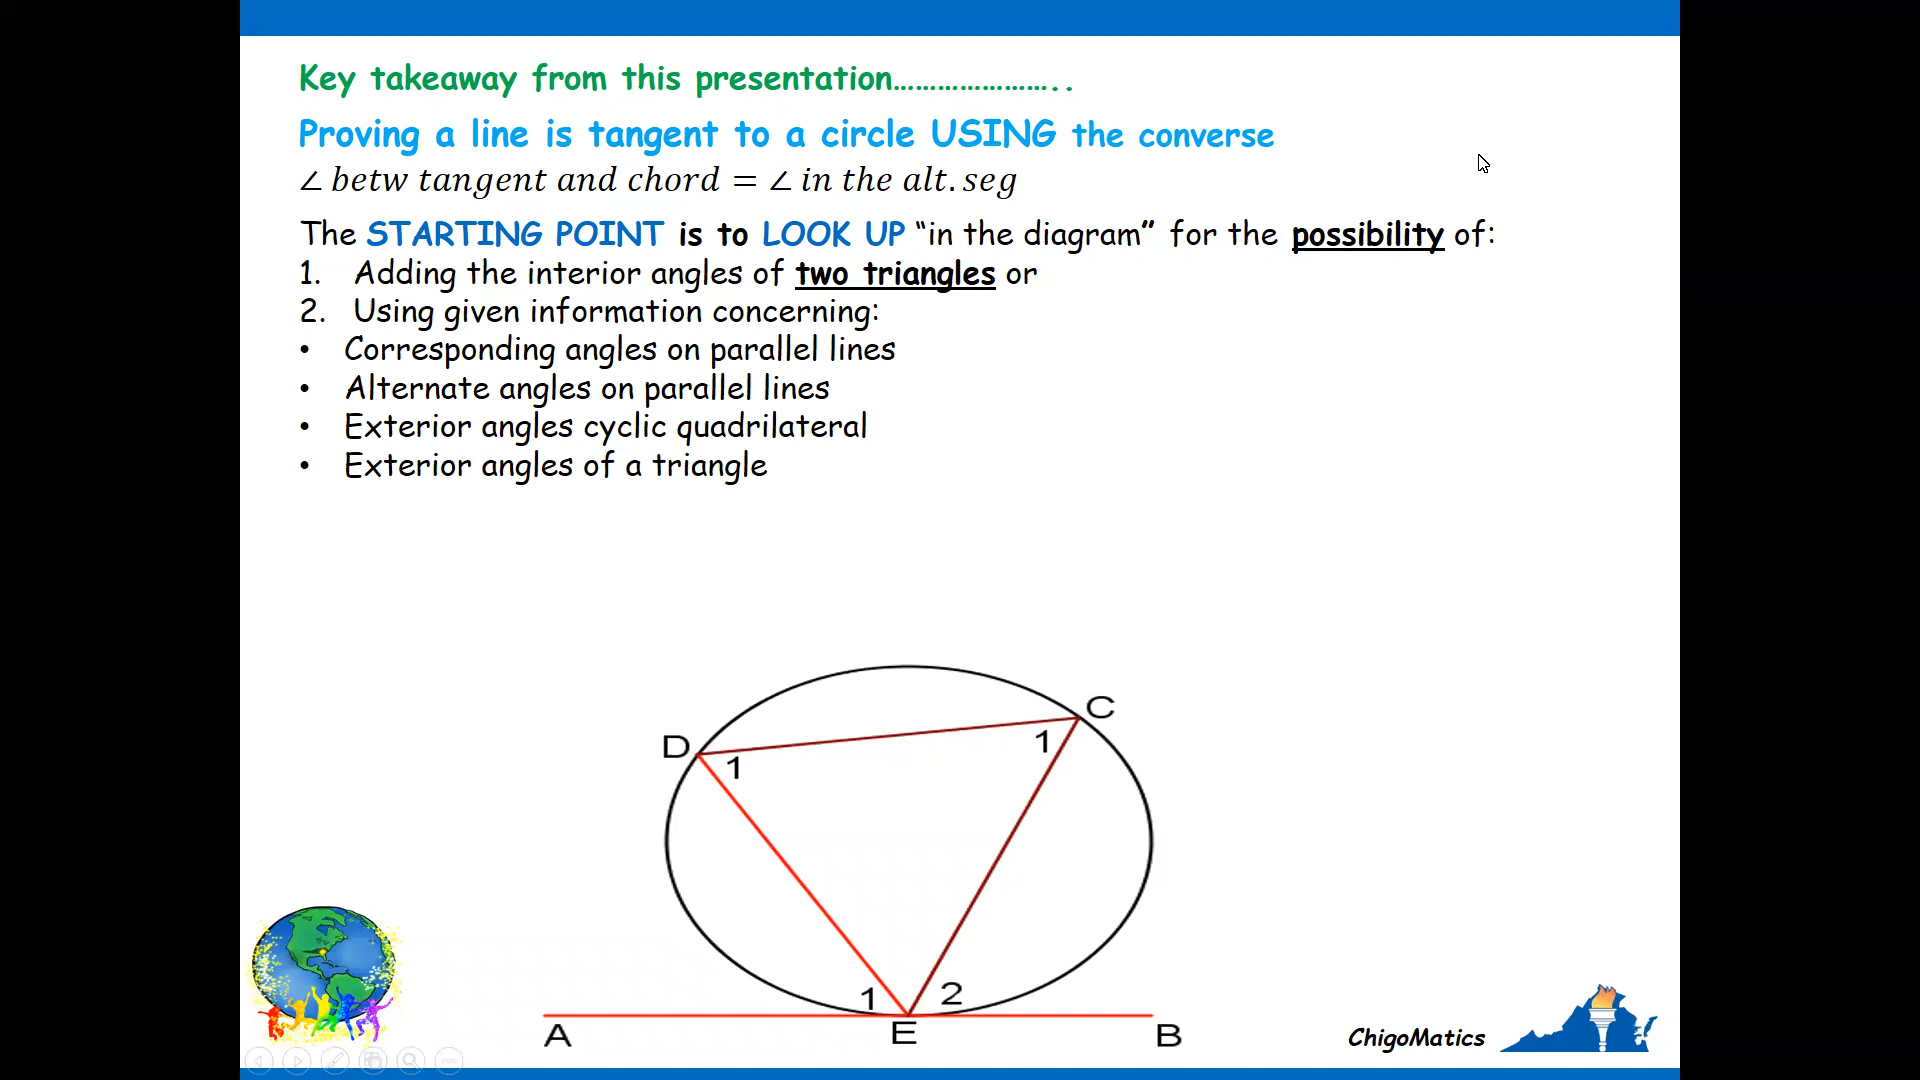 Key takeaway from this presentation…………………..
Proving a line is tangent to a circle USING the converse
∠ betw tangent and chord = ∠ in the alt. seg
The STARTING POINT is to LOOK UP “in the diagram” for the possibility of:
1. Adding the interior angles of two triangles or
2. Using given information concerning:
• Corresponding angles on parallel lines
• Alternate angles on parallel lines
• Exterior angles cyclic quadrilateral
• Exterior angles of a triangle
C
D
1
1
1
2
A
E
B
ChigoMatics